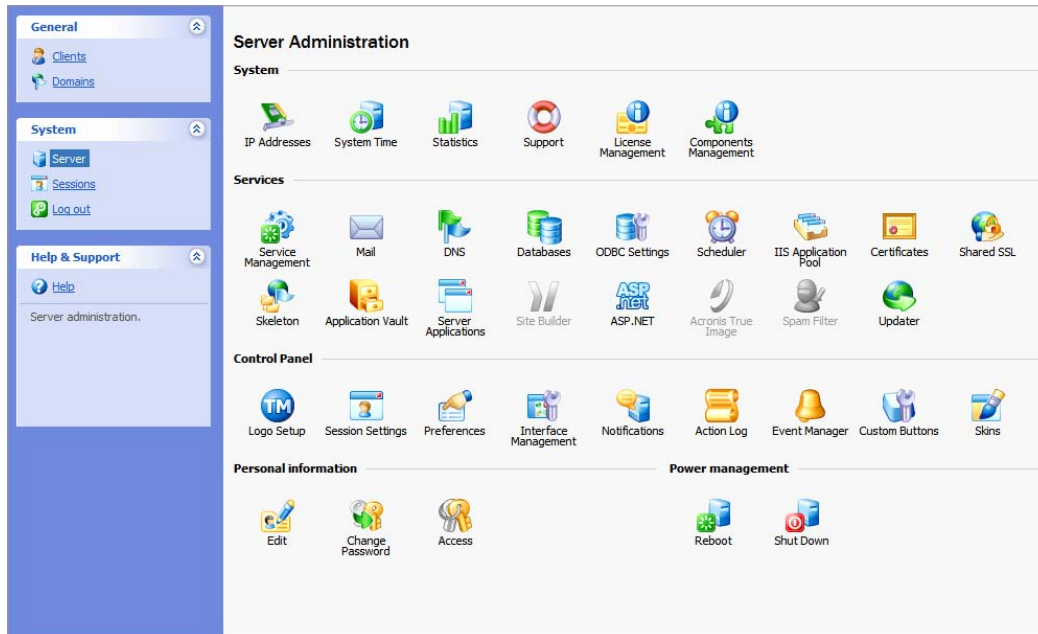 General
Clients
Domains
System
Server
Sessions
Log out
Help & Support
Help
Server administration.
Server Administration
System
IP Addresses
System Time
Statistics
Support
License
Management
Components
Management
Services
Service
Management
Mail
DNS
Databases
ODBC Settings
Scheduler
IIS Application
Pool
Certificates
Shared SSL
Skeleton
Application Vault
Server
Applications
Site Builder
ASP.net
ASP.NET
Acronis True
Image
Spam Filter
Updater
Control Panel
TM
Logo Setup
Session Settings
Preferences
Interface
Management
Notifications
Action Log
Event Manager
Custom Buttons
Skins
Personal information
Edit
Change
Password
Access
Power management
Reboot
Shut Down